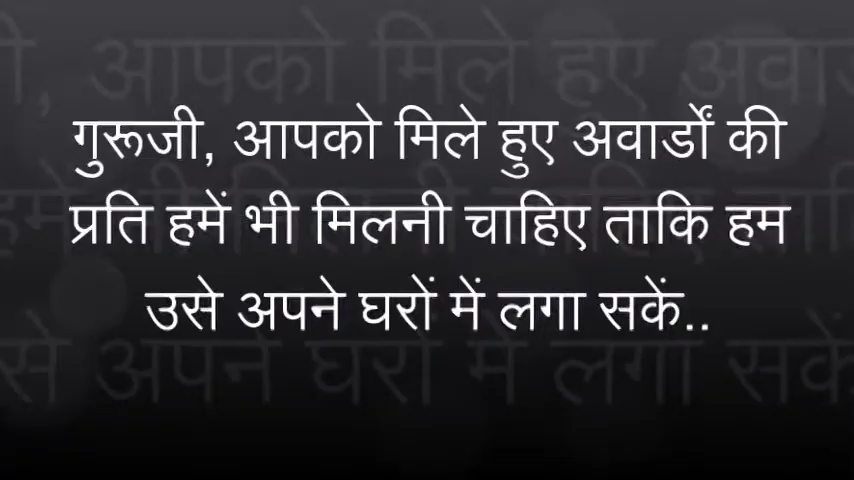 गुरूजी, आपको मिले हुए अवार्डों की
प्रति हमें भी मिलनी चाहिए ताकि हम
उसे अपने घरों में लगा सकें..